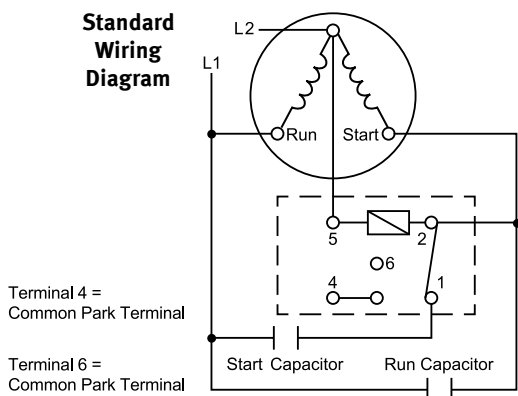 Standard
Wiring
Diagram
L2
L1
Run
Start
5
2
6
4
1
Terminal 4 =
Common Park Terminal
Start Capacitor
Run Capacitor
Terminal 6 =
Common Park Terminal